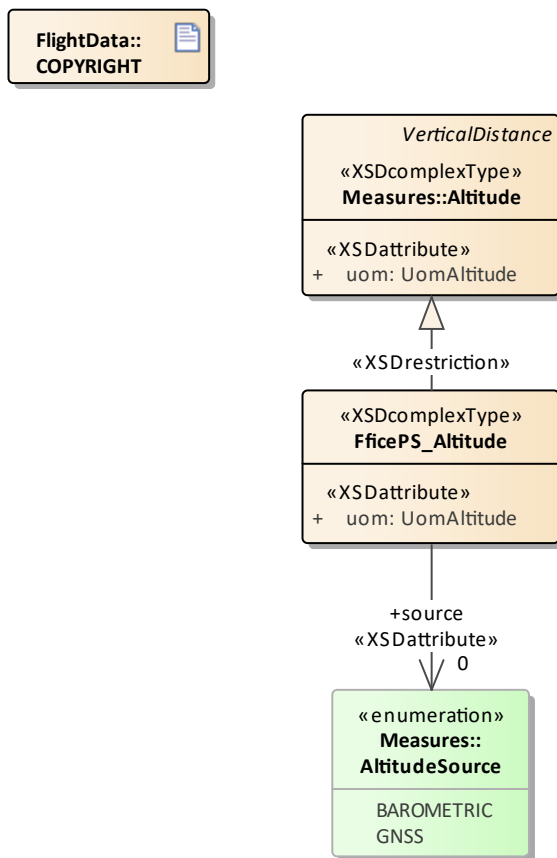 FlightData::
COPYRIGHT
VerticalDistance
«XSDcomplexType»
Measures::Altitude
«XSDattribute»
+ uom: UomAltitude
«XSDrestriction»
«XSDcomplexType»
FficePS_Altitude
«XSDattribute»
+ uom: UomAltitude
+source
«XSDattribute»
0
«enumeration»
Measures::
AltitudeSource
BAROMETRIC
GNSS